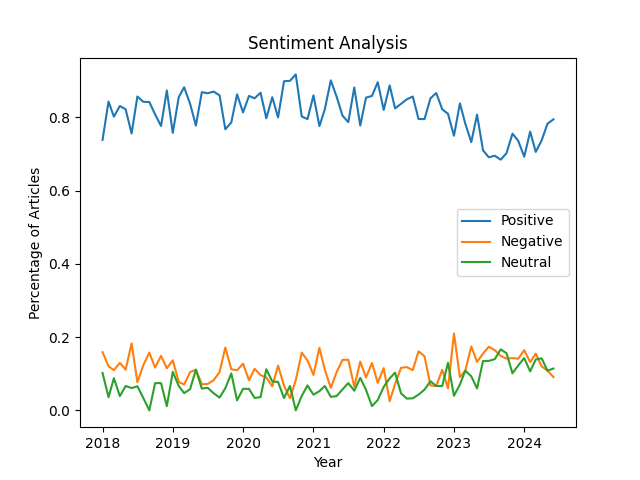 Sentiment Analysis
Percentage of Articles
0.8
0.6
0.4
0.2
0.0
Positive
Negative
Neutral
2018 2019 2020 2021 2022 2023 2024
Year